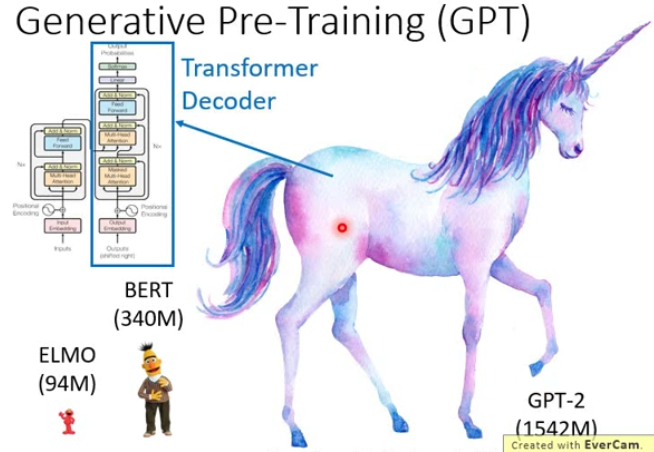 Generative Pre-Training (GPT)
Transformer
Decoder
Output
Probabilities
Softmax
Linear
Add & Norm
Feed
Forward
Add & Norm
Multi-Head
Attention
Add & Norm
Masked
Multi-Head
Attention
Nx
Positional
Encoding
Output
Embedding
Outputs
(shifted right)
Add & Norm
Feed
Forward
Add & Norm
Multi-Head
Attention
Nx
Positional
Encoding
Input
Embedding
Inputs
BERT
(340M)
ELMO
(94M)
GPT-2
(1542M)
Created with EverCam.